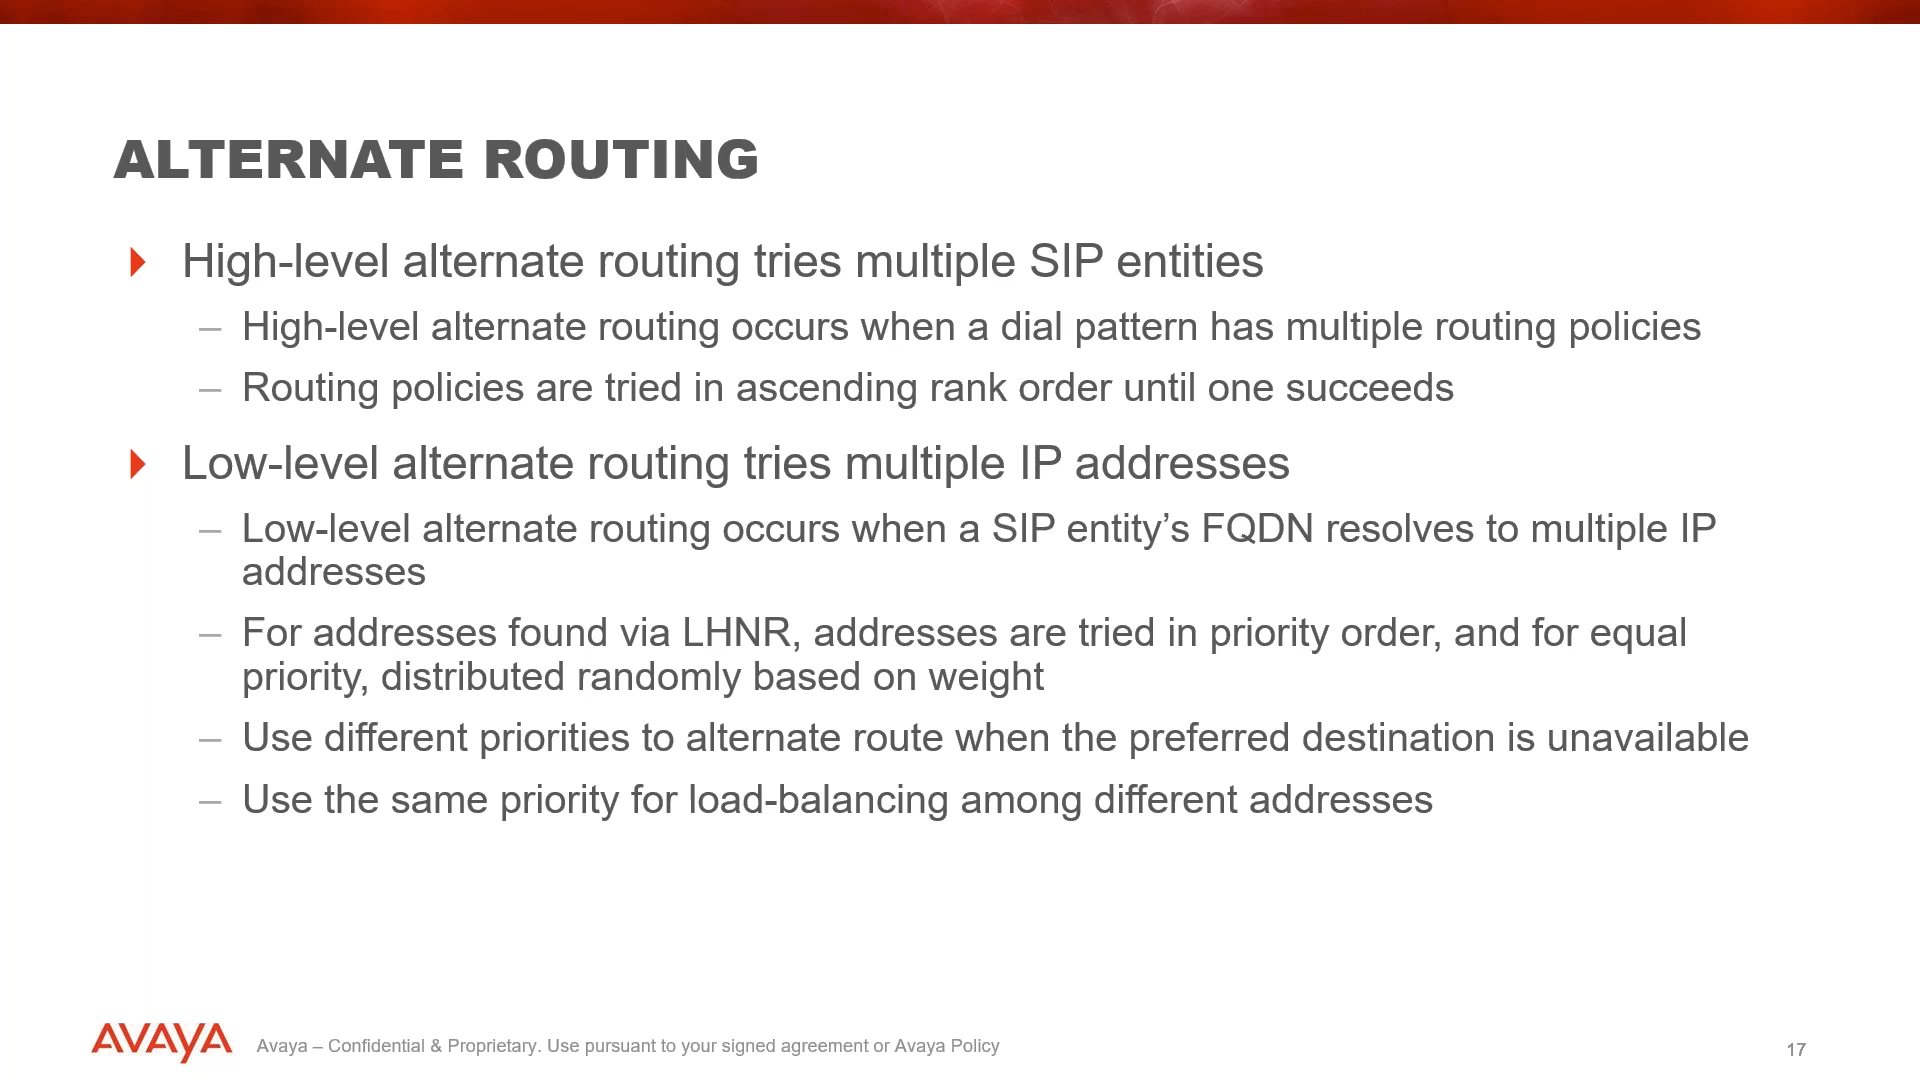 ALTERNATE ROUTING
High-level alternate routing tries multiple SIP entities
– High-level alternate routing occurs when a dial pattern has multiple routing policies
– Routing policies are tried in ascending rank order until one succeeds
Low-level alternate routing tries multiple IP addresses
– Low-level alternate routing occurs when a SIP entity’s FQDN resolves to multiple IP
addresses
– For addresses found via LHNR, addresses are tried in priority order, and for equal
priority, distributed randomly based on weight
– Use different priorities to alternate route when the preferred destination is unavailable
– Use the same priority for load-balancing among different addresses
AVAYA
Avaya – Confidential & Proprietary. Use pursuant to your signed agreement or Avaya Policy
17